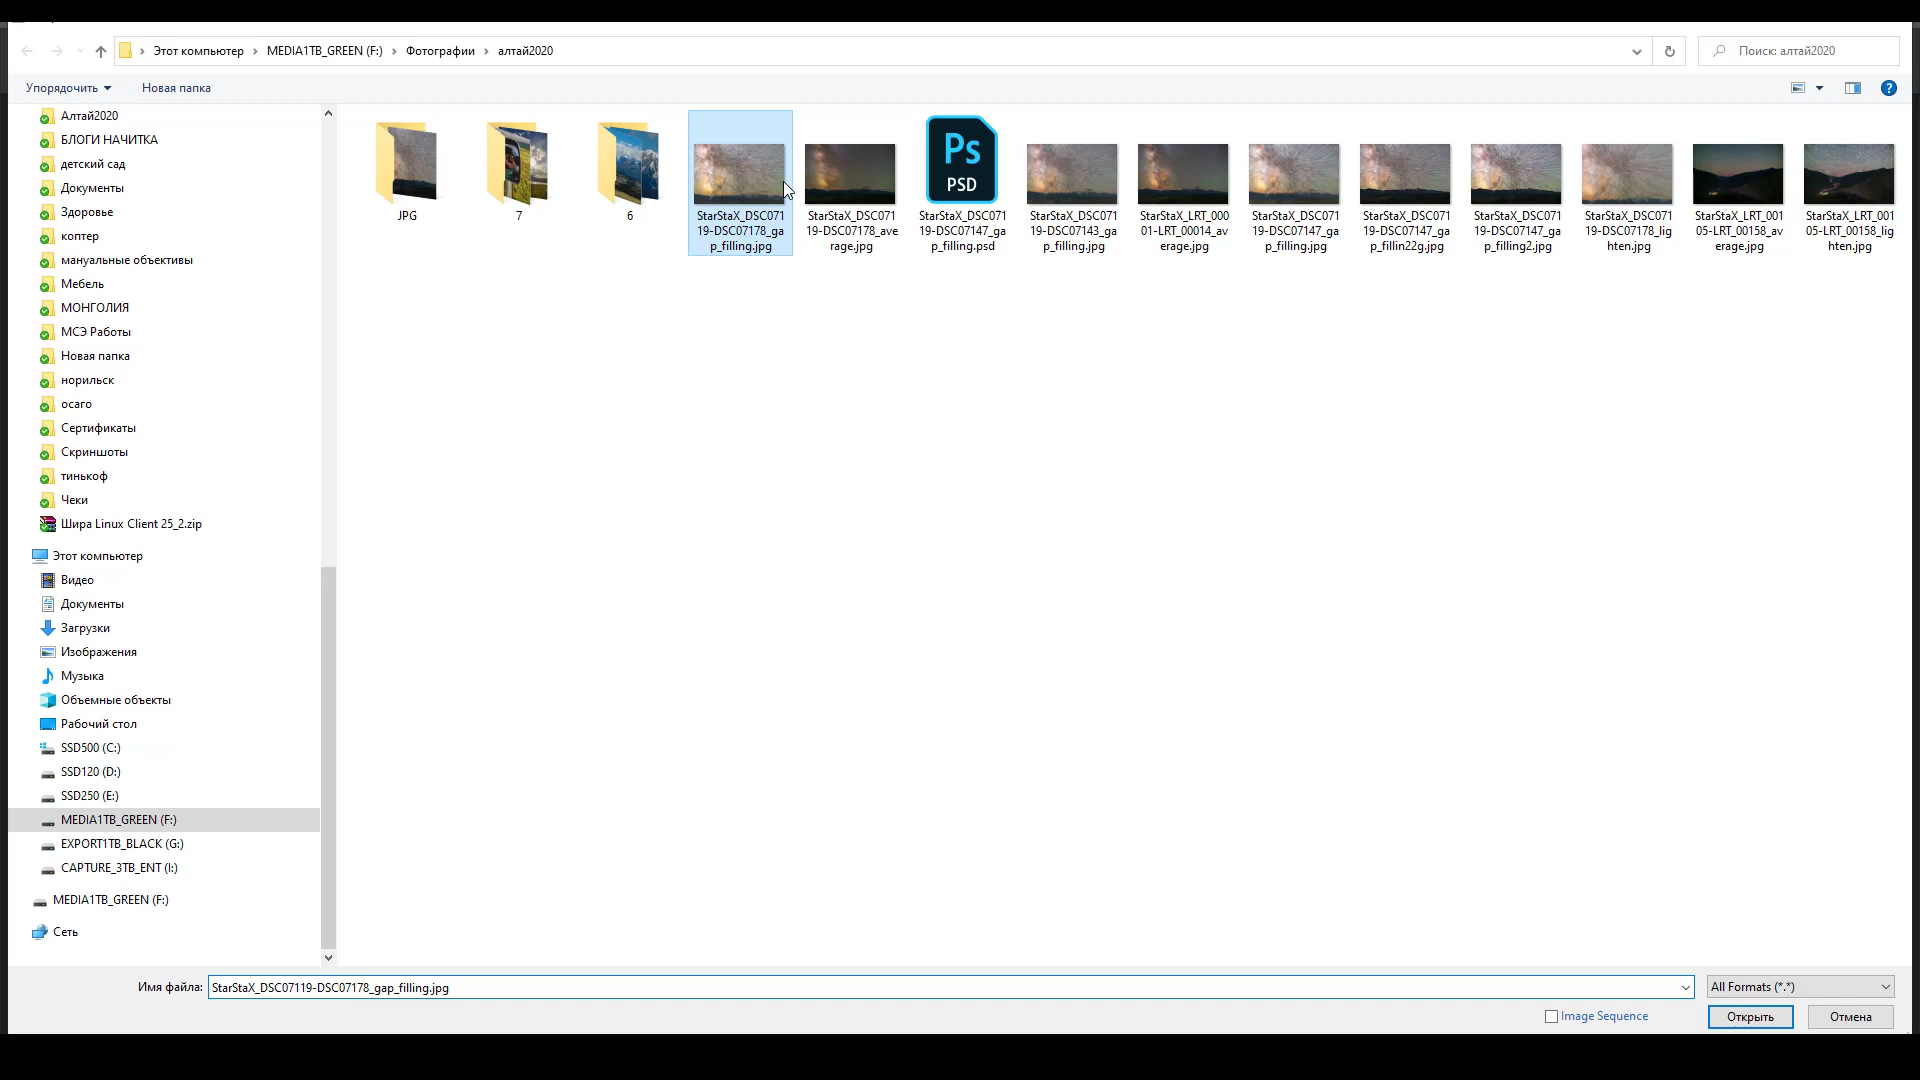 Этот компьютер
MEDIA1TB_GREEN (F:)
Фотографии
алтай2020
Поиск: алтай2020
Упорядочить
Новая папка
Алтай2020
БЛОГИ НАЧИТКА
детский сад
Документы
Здоровье
коптер
мануальные объективы
Мебель
МОНГОЛИЯ
МСЭ Работы
Новая папка
норильск
осаго
Сертификаты
Скриншоты
тинькоф
Чеки
Шира Linux Client 25_2.zip
Этот компьютер
Видео
Документы
Загрузки
Изображения
Музыка
Объемные объекты
Рабочий стол
SSD500 (C:)
SSD120 (D:)
SSD250 (E:)
MEDIA1TB_GREEN (F:)
EXPORT1TB_BLACK (G:)
CAPTURE_3TB_ENT (I:)
MEDIA1TB_GREEN (F:)
Сеть
JPG
7
6
StarStaX_DSC071
19-DSC07178_ga
p_filling.jpg
StarStaX_DSC071
19-DSC07178_ave
rage.jpg
Ps
PSD
StarStaX_DSC071
19-DSC07147_ga
p_filling.psd
StarStaX_DSC071
19-DSC07143_ga
p_filling.jpg
StarStaX_LRT_000
01-LRT_00014_av
erage.jpg
StarStaX_DSC071
19-DSC07147_ga
p_filling.jpg
StarStaX_DSC071
19-DSC07147_ga
p_fillin22g.jpg
StarStaX_DSC071
19-DSC07147_ga
p_filling2.jpg
StarStaX_DSC071
19-DSC07178_lig
hten.jpg
StarStaX_LRT_001
05-LRT_00158_av
erage.jpg
StarStaX_LRT_001
05-LRT_00158_lig
hten.jpg
Имя файла:
StarStaX_DSC07119-DSC07178_gap_filling.jpg
All Formats (*.*)
Image Sequence
Открыть
Отмена